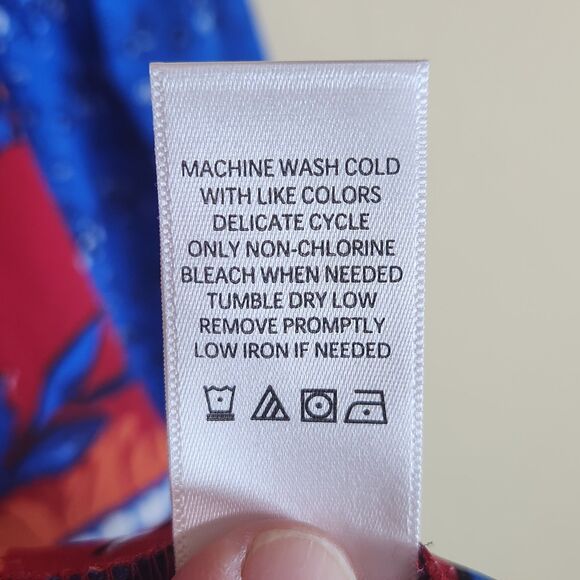 MACHINE WASH COLD
WITH LIKE COLORS
DELICATE CYCLE
ONLY NON-CHLORINE
BLEACH WHEN NEEDED
TUMBLE DRY LOW
REMOVE PROMPTLY
LOW IRON IF NEEDED